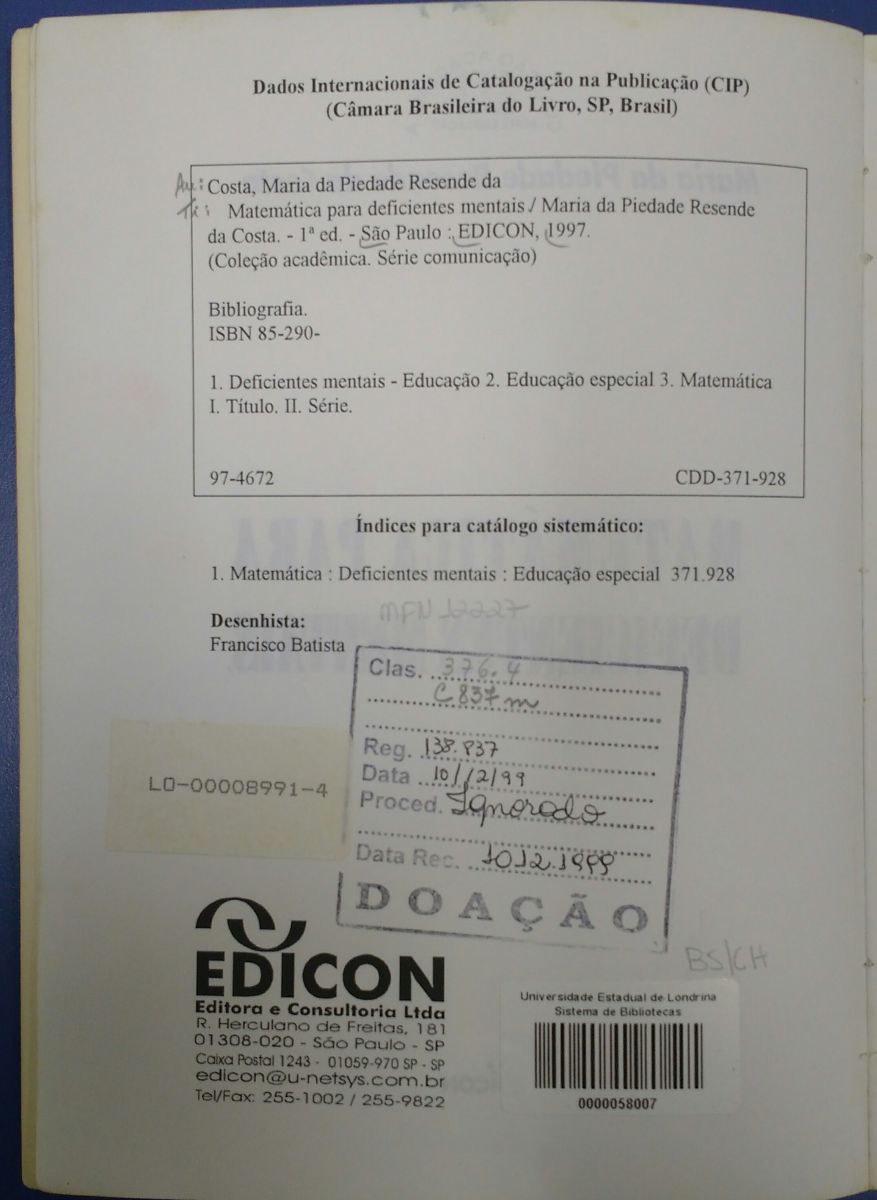 Dados Internacionais de Catalogação na Publicação (CIP)
(Câmara Brasileira do Livro, SP, Brasil)
Au: Costa, Maria da Piedade Resende da
Ti: Matemática para deficientes mentais / Maria da Piedade Resende
da Costa. - 1ª ed. - São Paulo : EDICON, 1997.
(Coleção acadêmica. Série comunicação)
Bibliografia.
ISBN 85-290-
1. Deficientes mentais - Educação 2. Educação especial 3. Matemática
I. Título. II. Série.
97-4672 CDD-371-928
Índices para catálogo sistemático:
1. Matemática : Deficientes mentais : Educação especial 371.928
MFN 12227
Desenhista:
Francisco Batista
Clas. 376.4
C837m
Reg. 138.837
Data 10/12/99
Proced. Ignorado
Data Rec. 10.12.1999
DOAÇÃO
LO-00008991-4
BS/CH
EDICON
Editora e Consultoria Ltda
R. Herculano de Freitas, 181
01308-020 - São Paulo - SP
Caixa Postal 1243 - 01059-970 SP - SP
edicon@u-netsys.com.br
Tel/Fax: 255-1002 / 255-9822
Universidade Estadual de Londrina
Sistema de Bibliotecas
0000058007